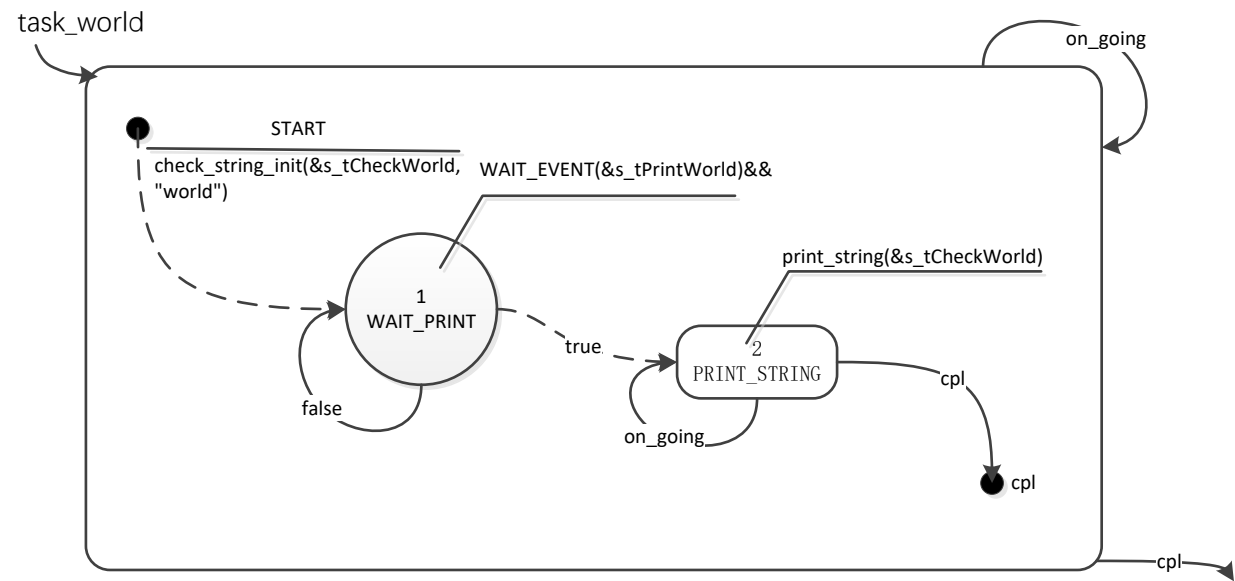 task_world
on_going
START
check_string_init(&s_tCheckWorld,
"world")
WAIT_EVENT(&s_tPrintWorld)&&
print_string(&s_tCheckWorld)
1
WAIT_PRINT
true
2
PRINT_STRING
false
on_going
cpl
cpl
cpl